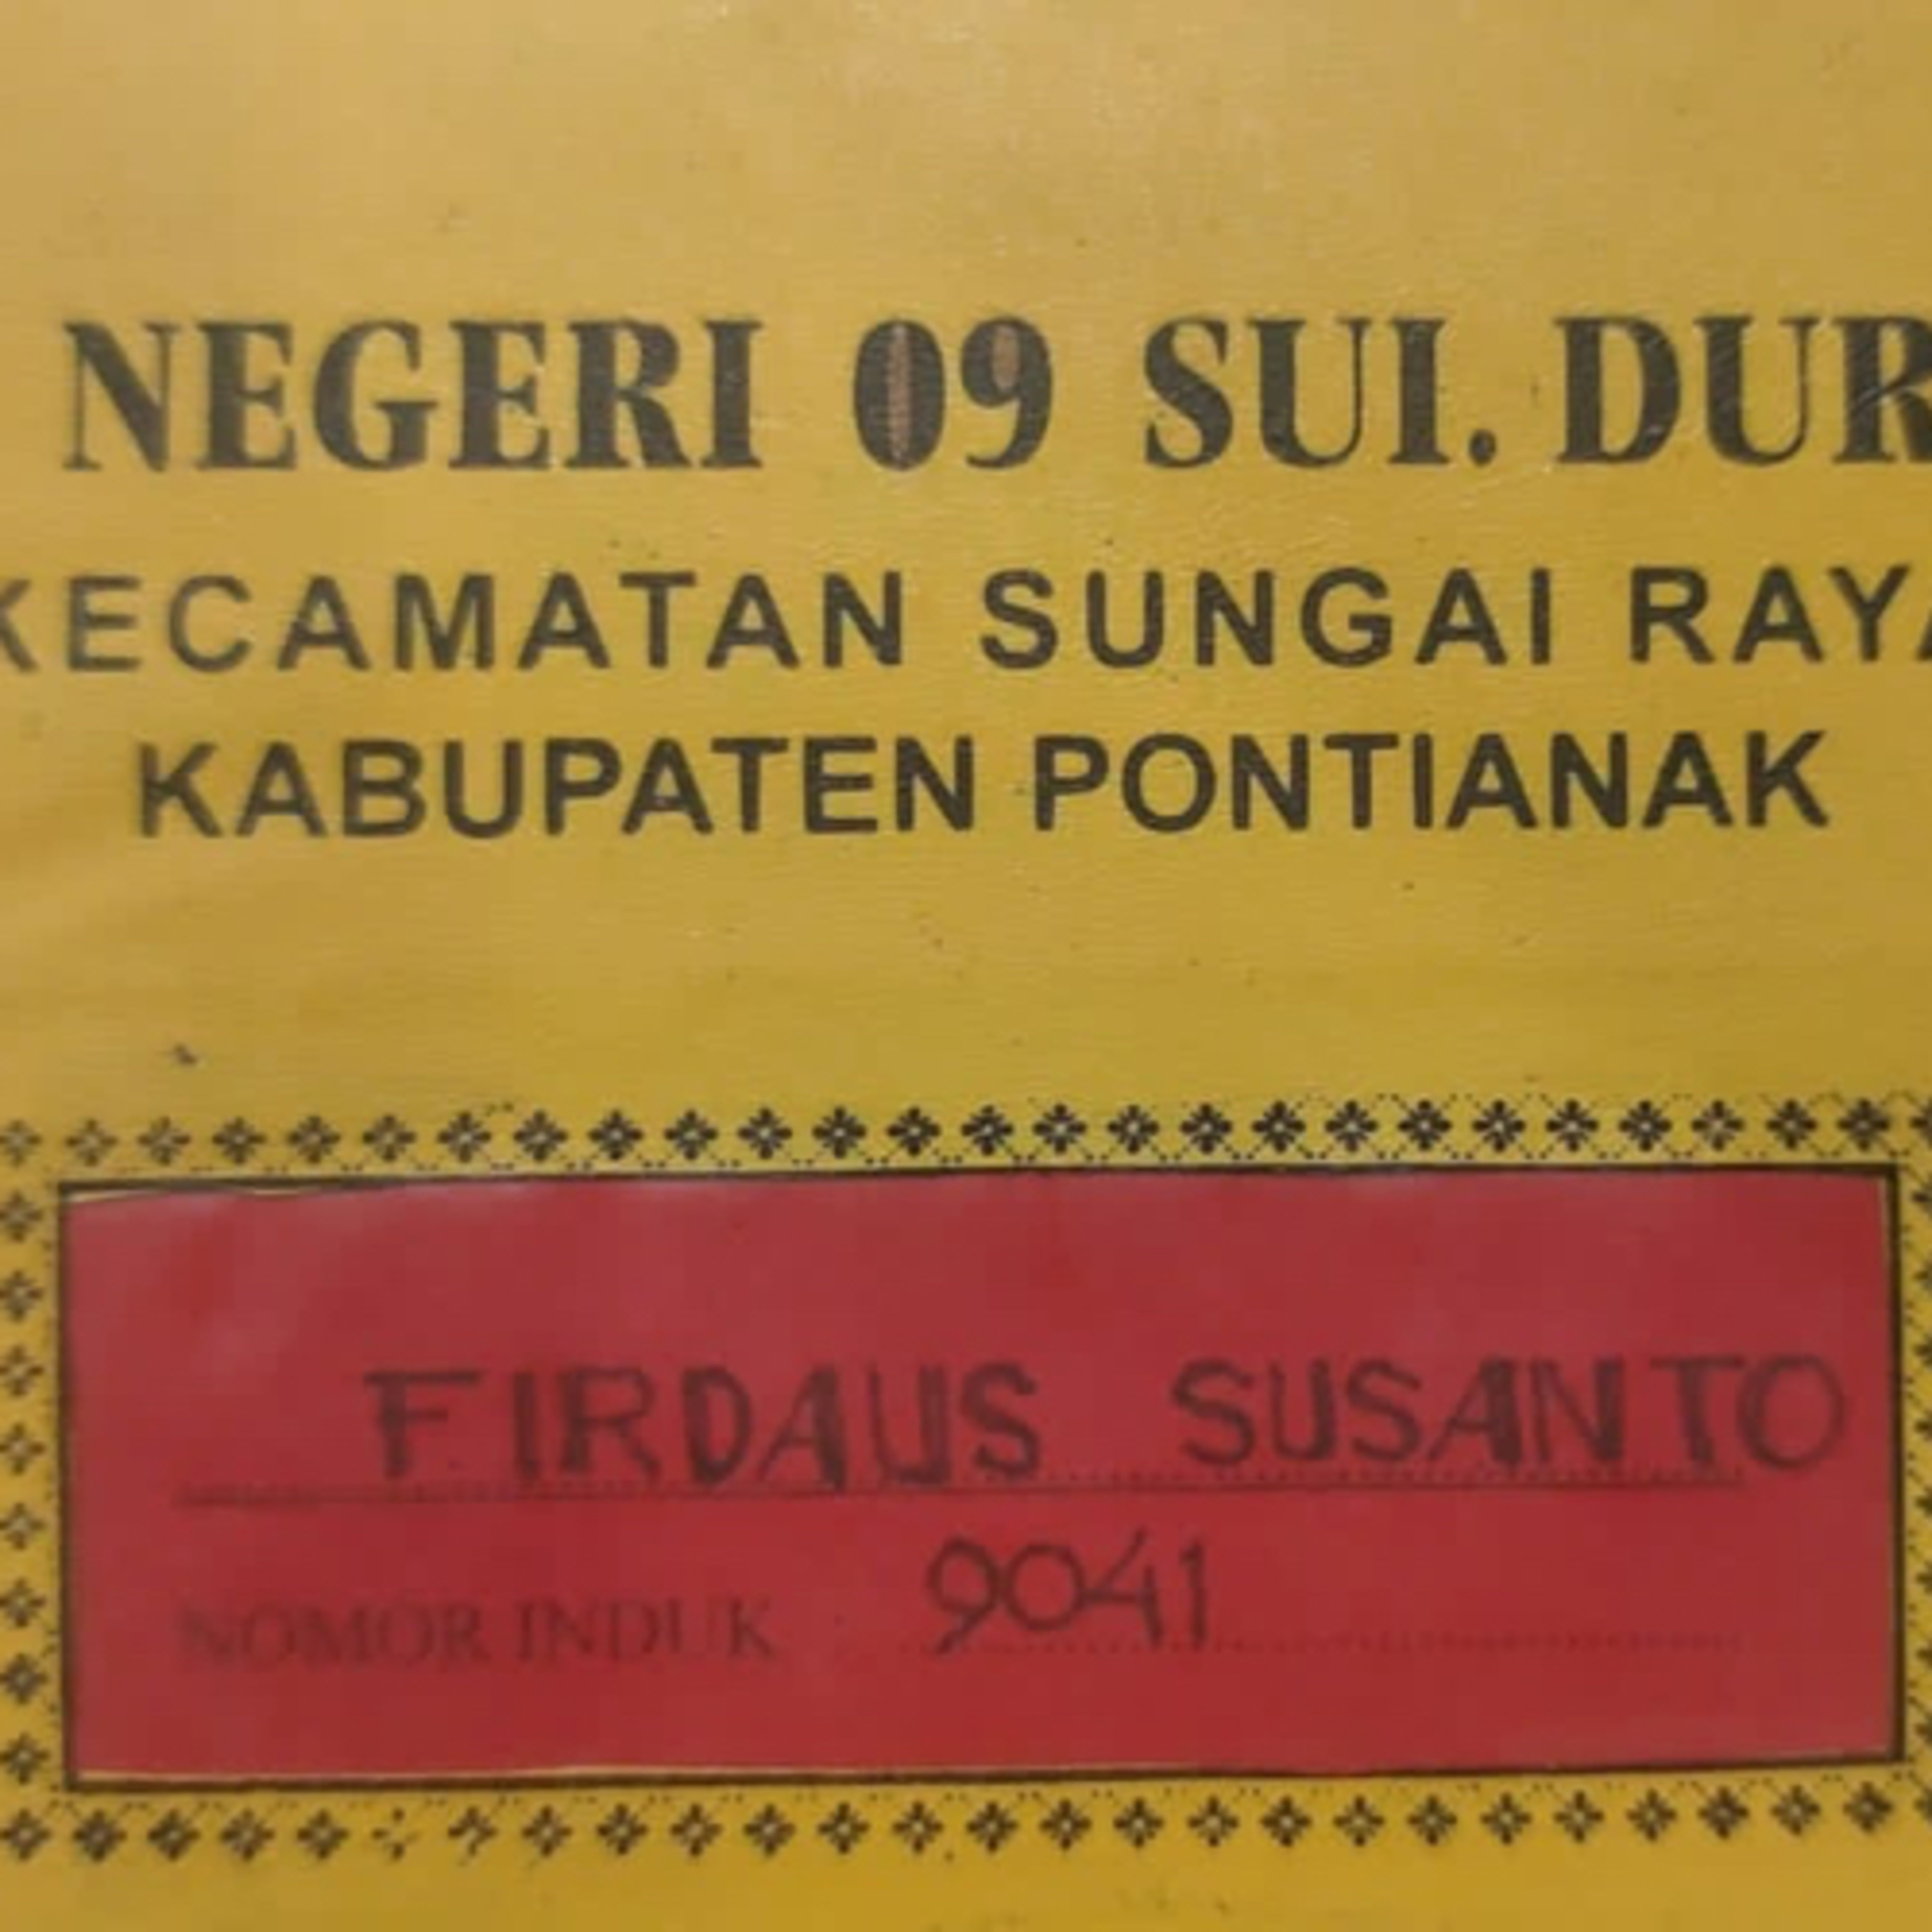 NEGERI 09 SUI. DUR
KECAMATAN SUNGAI RAYA
KABUPATEN PONTIANAK
FIRDAUS SUSANTO
NOMOR INDUK 9041